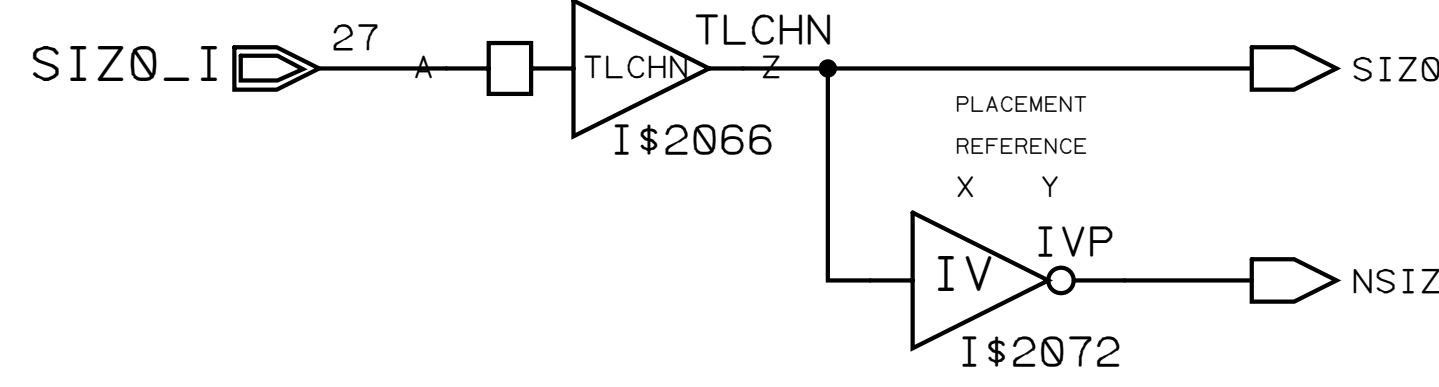 SIZ0_I
27
A
TLCHN
TLCHN
Z
I$2066
SIZ0
PLACEMENT
REFERENCE
X Y
IV
IVP
I$2072
NSIZ